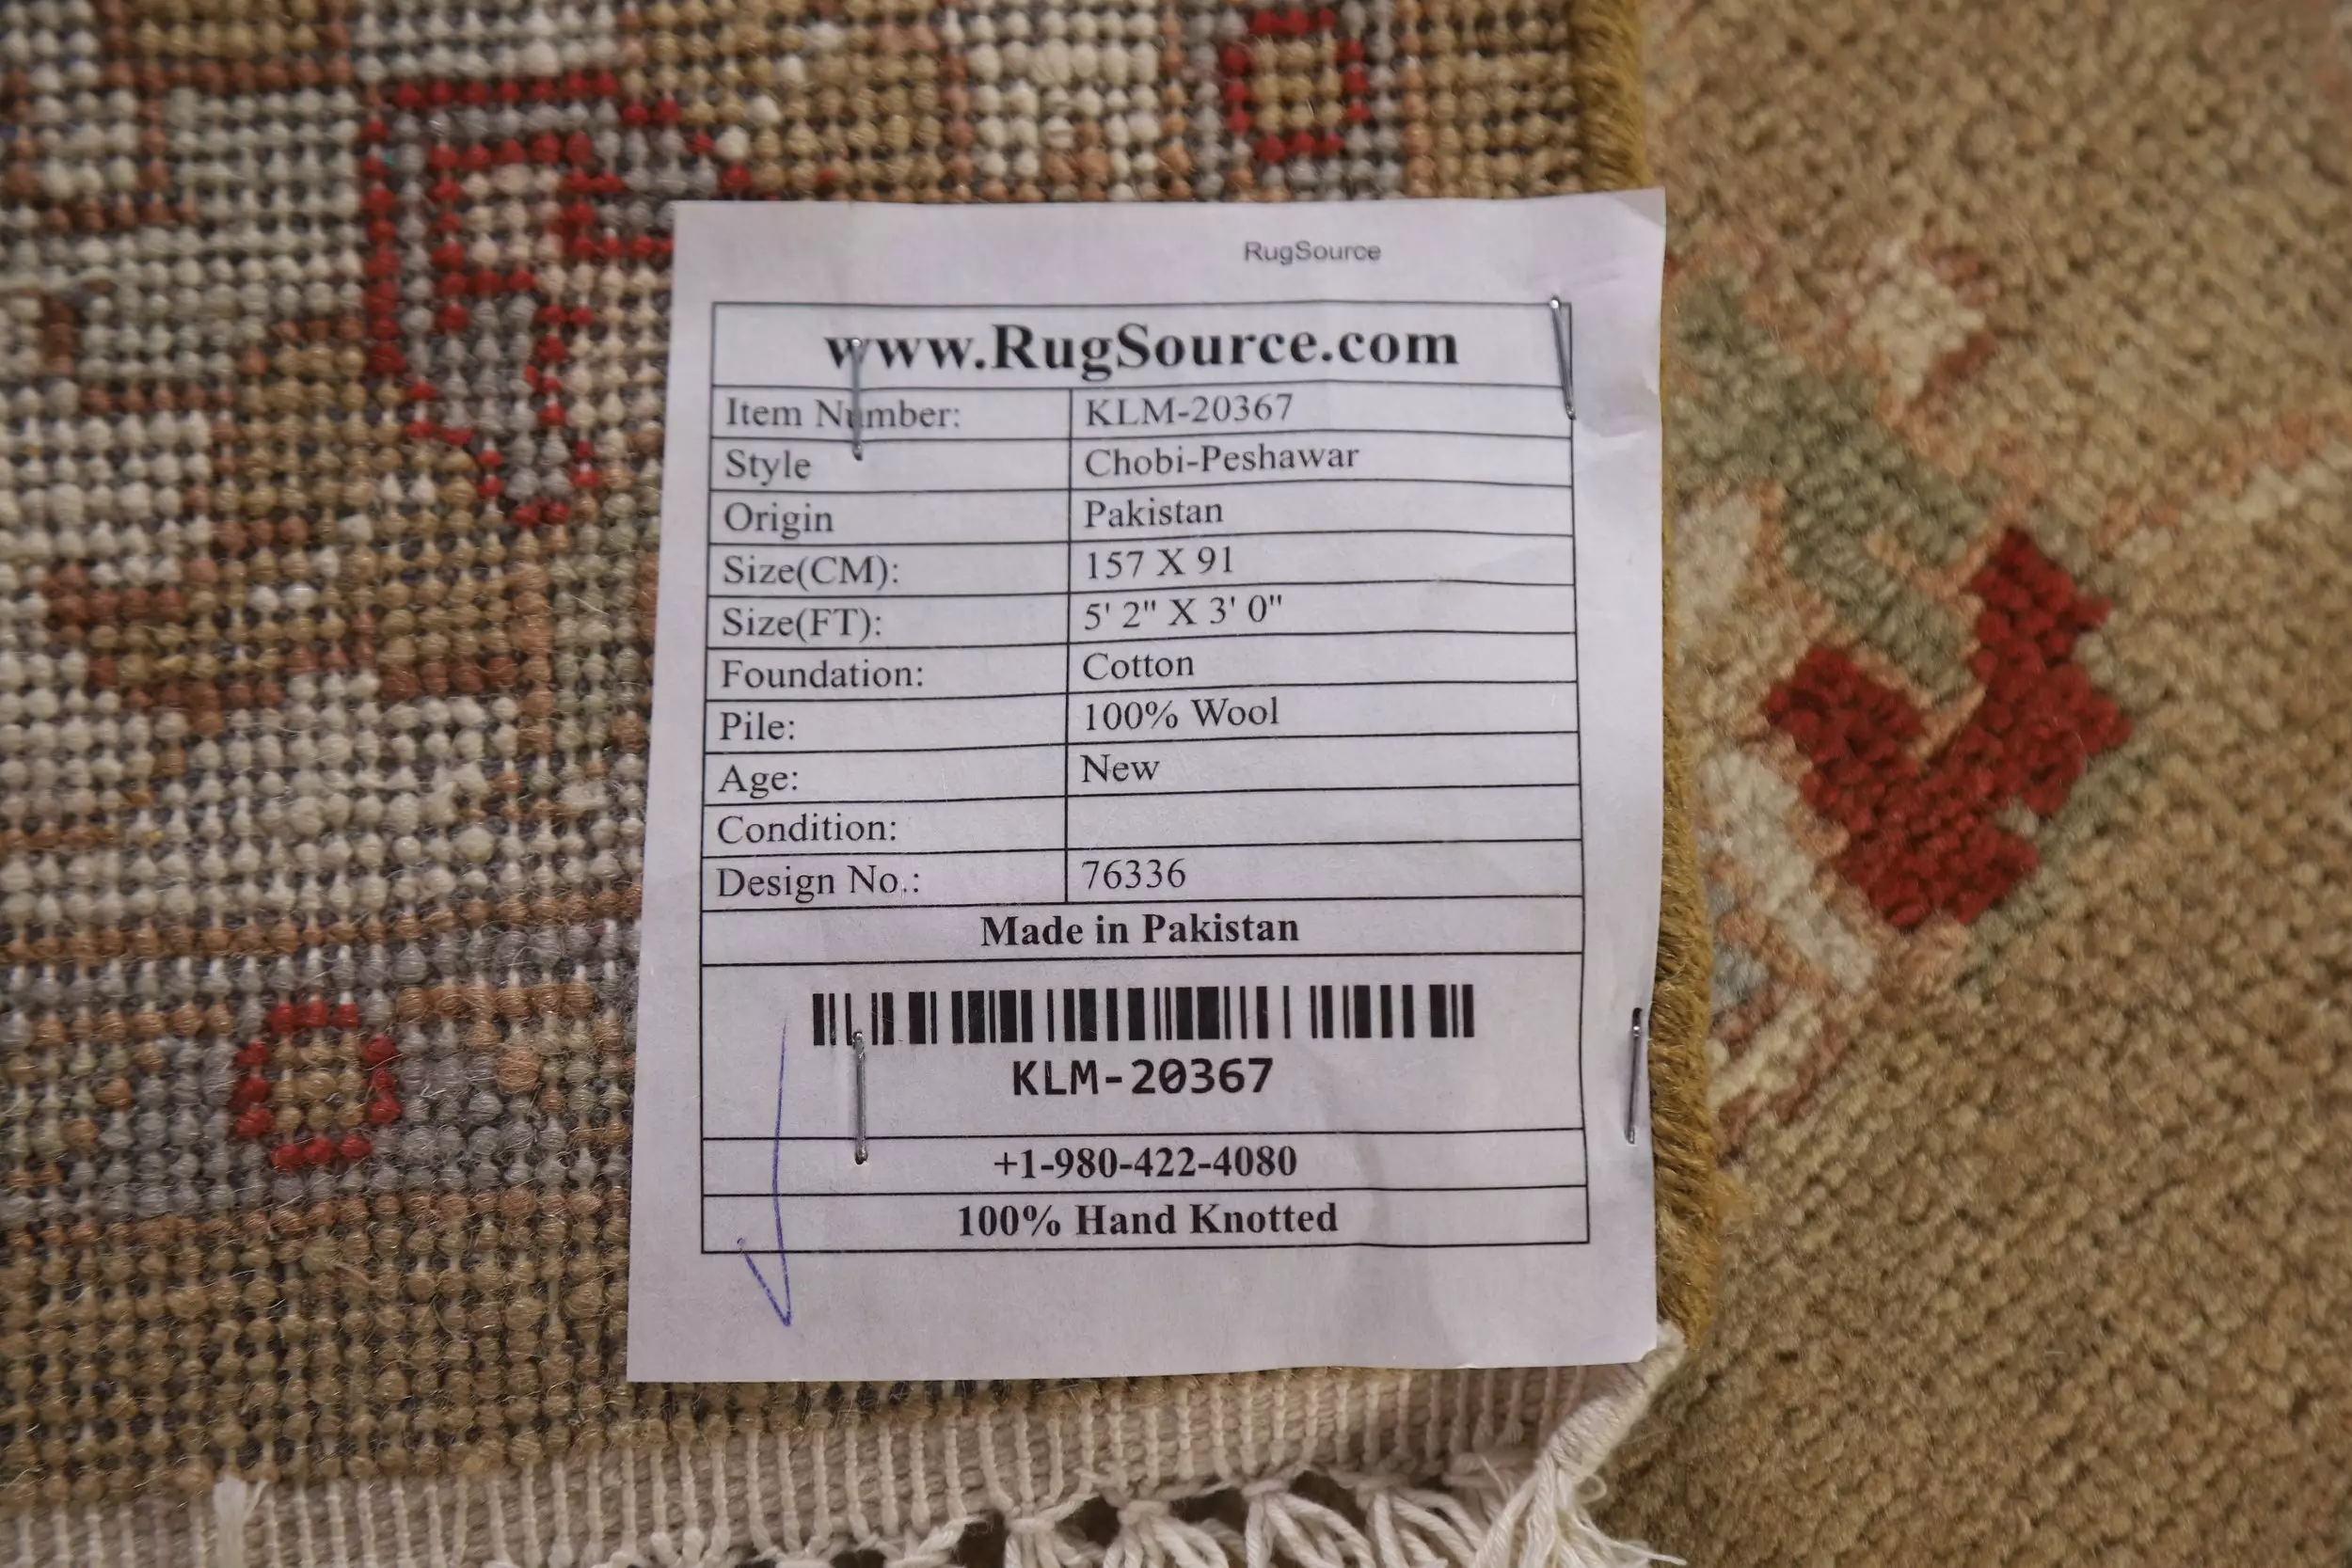 RugSource
www.RugSource.com
Item Number: KLM-20367
Style Chobi-Peshawar
Origin Pakistan
Size(CM): 157 X 91
Size(FT): 5' 2" X 3' 0"
Foundation: Cotton
Pile: 100% Wool
Age: New
Condition:
Design No.: 76336
Made in Pakistan
KLM-20367
+1-980-422-4080
100% Hand Knotted